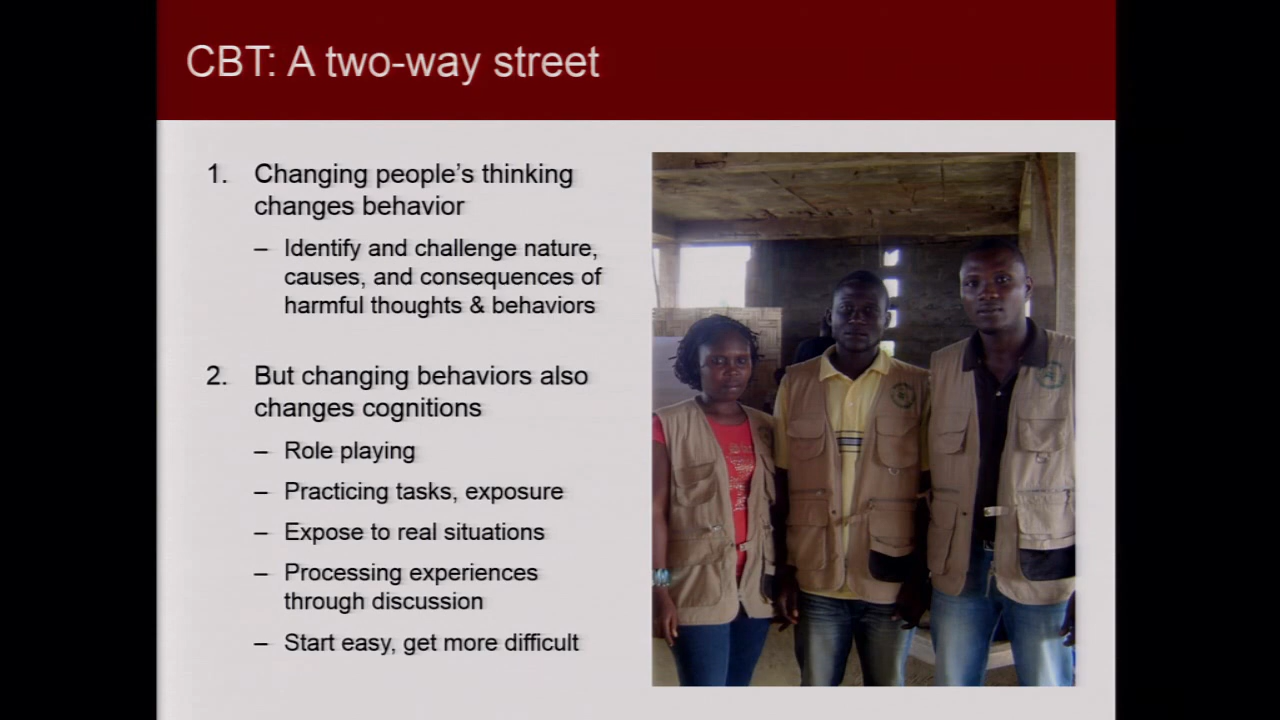 CBT: A two-way street
1. Changing people's thinking
changes behavior
– Identify and challenge nature,
causes, and consequences of
harmful thoughts & behaviors
2. But changing behaviors also
changes cognitions
– Role playing
– Practicing tasks, exposure
– Expose to real situations
– Processing experiences
through discussion
– Start easy, get more difficult